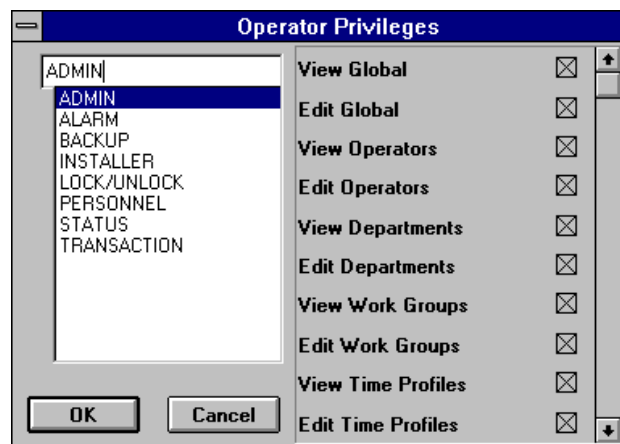 Operator Privileges
ADMIN
ADMIN
ALARM
BACKUP
INSTALLER
LOCK/UNLOCK
PERSONNEL
STATUS
TRANSACTION
OK
Cancel
View Global
Edit Global
View Operators
Edit Operators
View Departments
Edit Departments
View Work Groups
Edit Work Groups
View Time Profiles
Edit Time Profiles